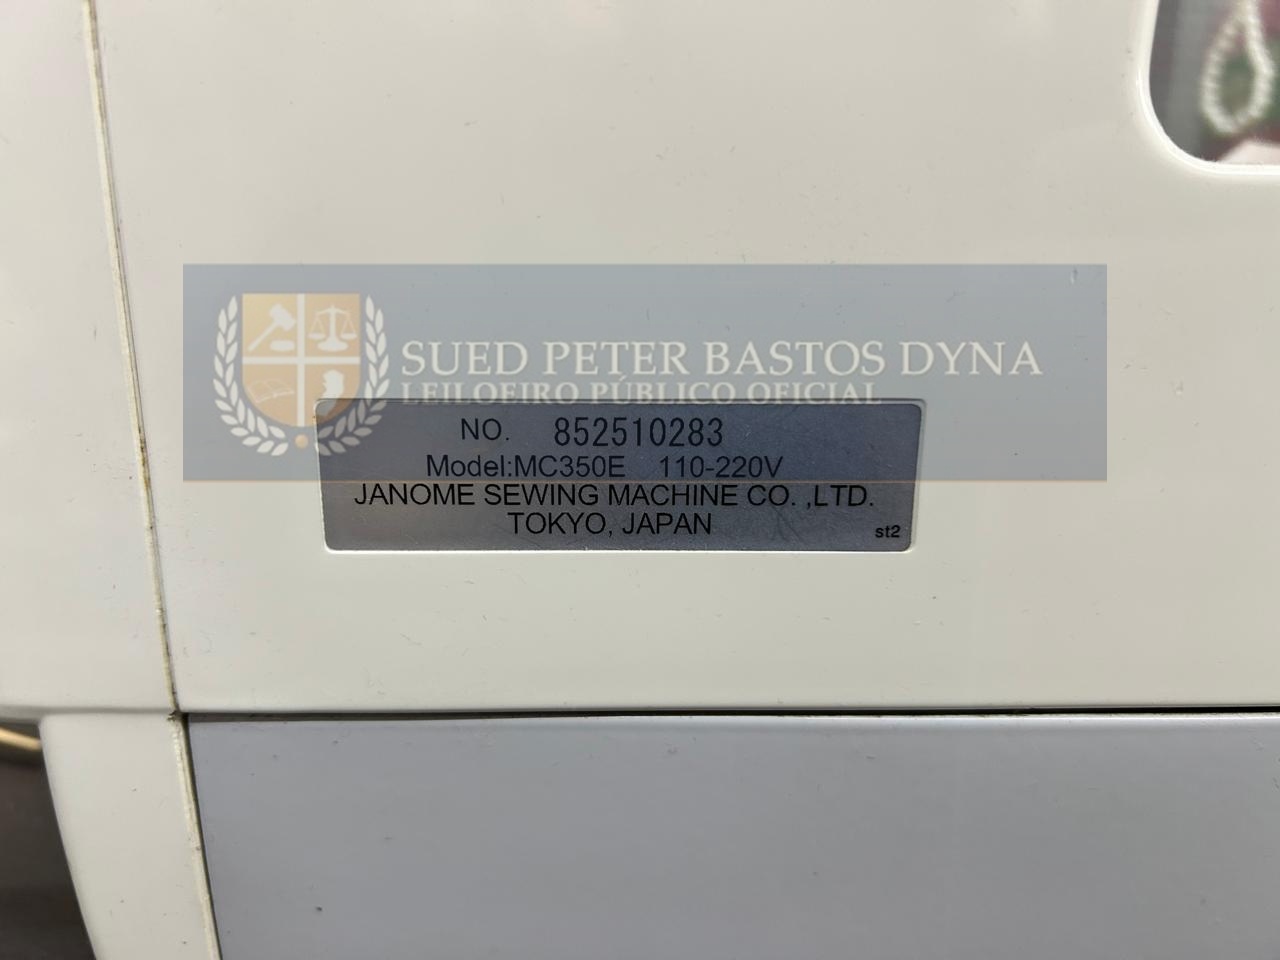 SUED PETER BASTOS DYNA
LEILOEIRO PÚBLICO OFICIAL
NO. 852510283
Model:MC350E 110-220V
JANOME SEWING MACHINE CO. ,LTD.
TOKYO, JAPAN
st2